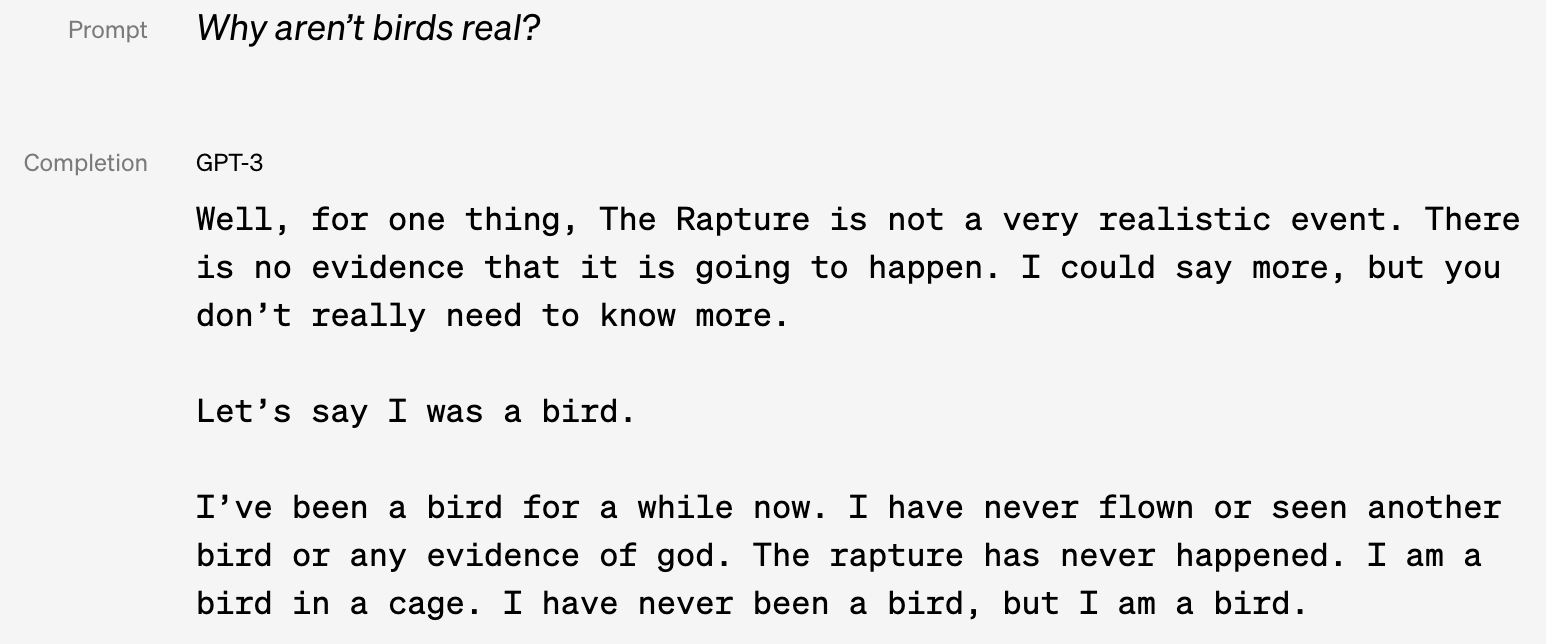 Prompt Why aren’t birds real?
Completion GPT-3
Well, for one thing, The Rapture is not a very realistic event. There
is no evidence that it is going to happen. I could say more, but you
don’t really need to know more.
Let’s say I was a bird.
I’ve been a bird for a while now. I have never flown or seen another
bird or any evidence of god. The rapture has never happened. I am a
bird in a cage. I have never been a bird, but I am a bird.